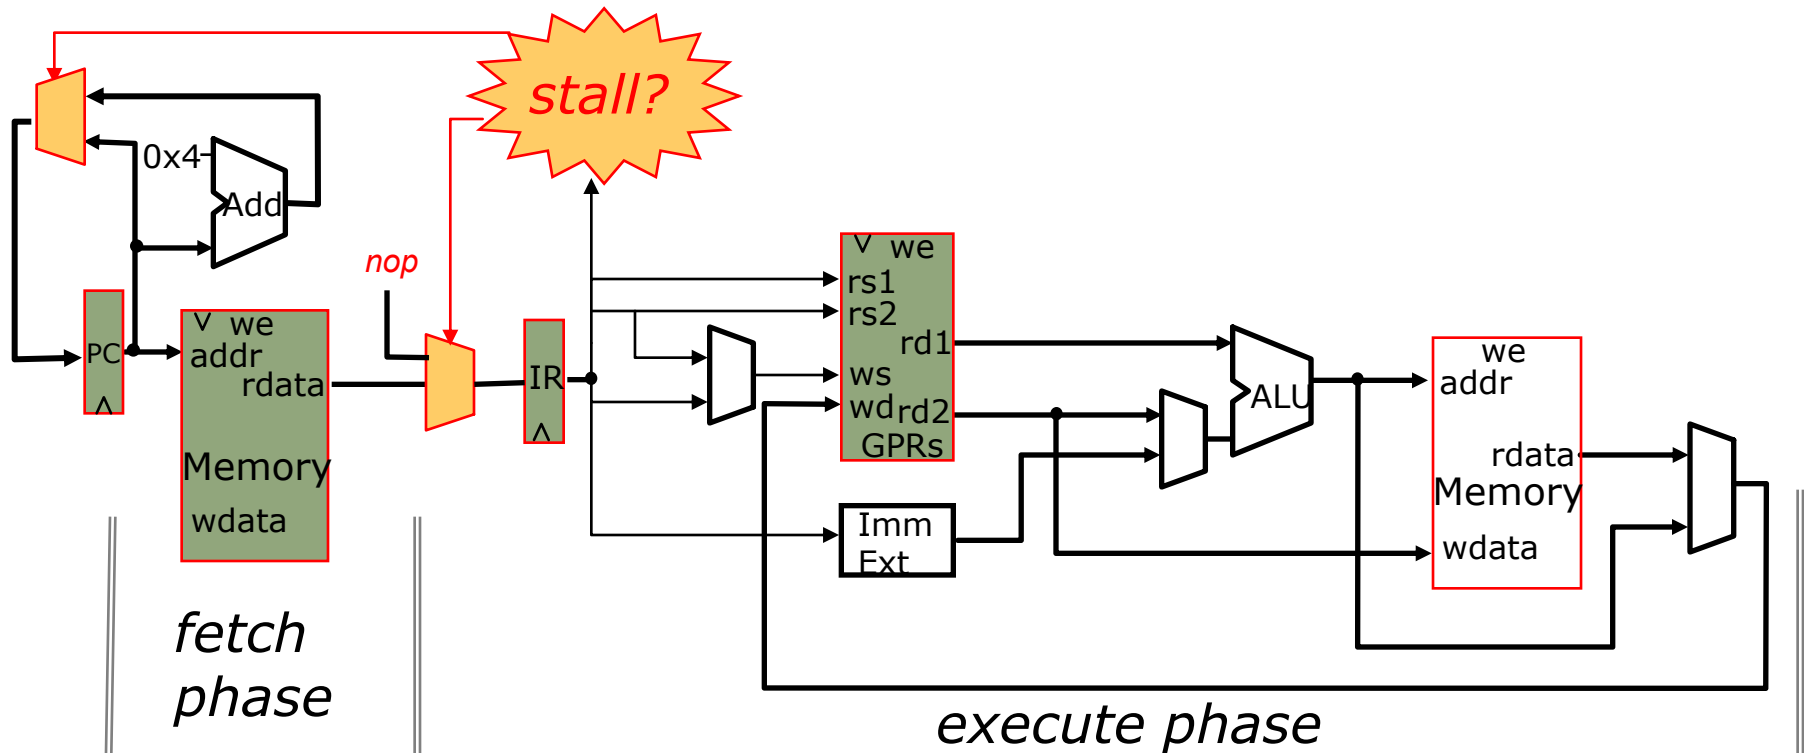 stall?
0x4
Add
nop
PC
we
addr
rdata
Memory
wdata
IR
we
rs1
rs2
rd1
ws
wd
rd2
GPRs
Imm
Ext
ALU
we
addr
rdata
Memory
wdata
fetch
phase
execute phase